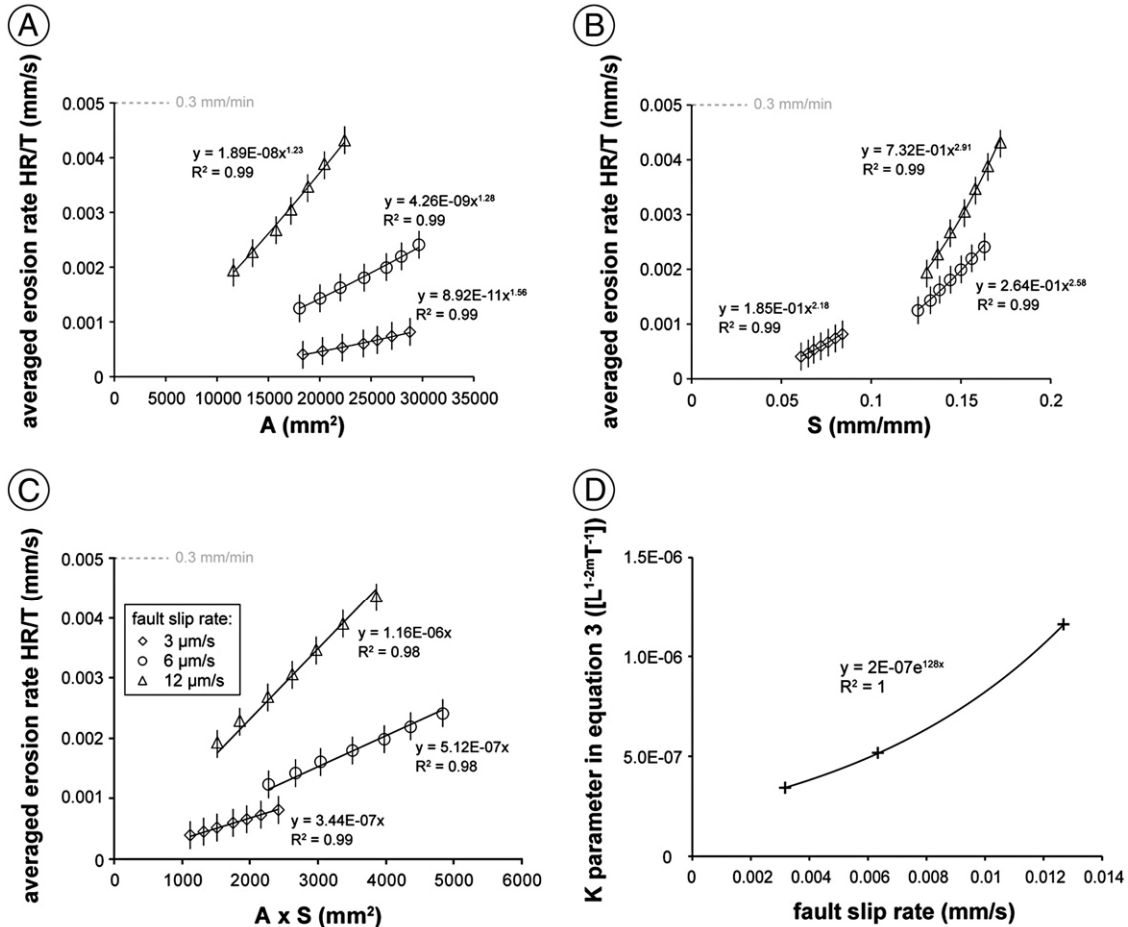 A
averaged erosion rate HR/T (mm/s)
0.005
0.004
0.003
0.002
0.001
0
0.3 mm/min
y = 1.89E-08x^1.23
R² = 0.99
y = 4.26E-09x^1.28
R² = 0.99
y = 8.92E-11x^1.56
R² = 0.99
0 5000 10000 15000 20000 25000 30000 35000
A (mm²)
B
averaged erosion rate HR/T (mm/s)
0.005
0.004
0.003
0.002
0.001
0
0.3 mm/min
y = 7.32E-01x^2.91
R² = 0.99
y = 2.64E-01x^2.58
R² = 0.99
y = 1.85E-01x^2.18
R² = 0.99
0 0.05 0.1 0.15 0.2
S (mm/mm)
C
averaged erosion rate HR/T (mm/s)
0.005
0.004
0.003
0.002
0.001
0
0.3 mm/min
fault slip rate:
3 µm/s
6 µm/s
12 µm/s
y = 1.16E-06x
R² = 0.98
y = 5.12E-07x
R² = 0.98
y = 3.44E-07x
R² = 0.99
0 1000 2000 3000 4000 5000 6000
A x S (mm²)
D
K parameter in equation 3 ([L^1-2m T^-1])
1.5E-06
1.0E-06
5.0E-07
0
y = 2E-07e^128x
R² = 1
0 0.002 0.004 0.006 0.008 0.01 0.012 0.014
fault slip rate (mm/s)